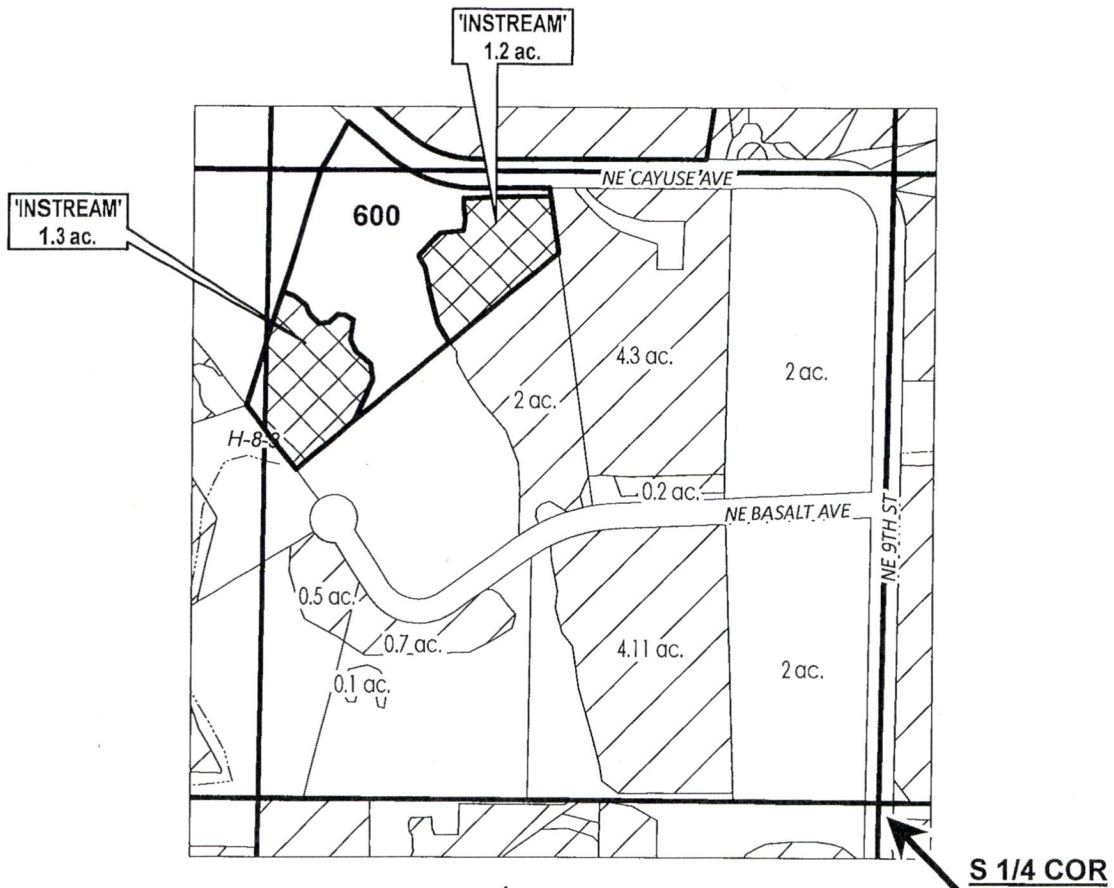 'INSTREAM'
1.2 ac.
NE CAYUSE AVE
'INSTREAM'
1.3 ac.
600
4.3 ac.
2 ac.
2 ac.
H-8-3
0.2 ac.
NE BASALT AVE
NE 9TH ST
0.5 ac.
0.7 ac.
4.11 ac.
0.1 ac.
2 ac.
S 1/4 COR